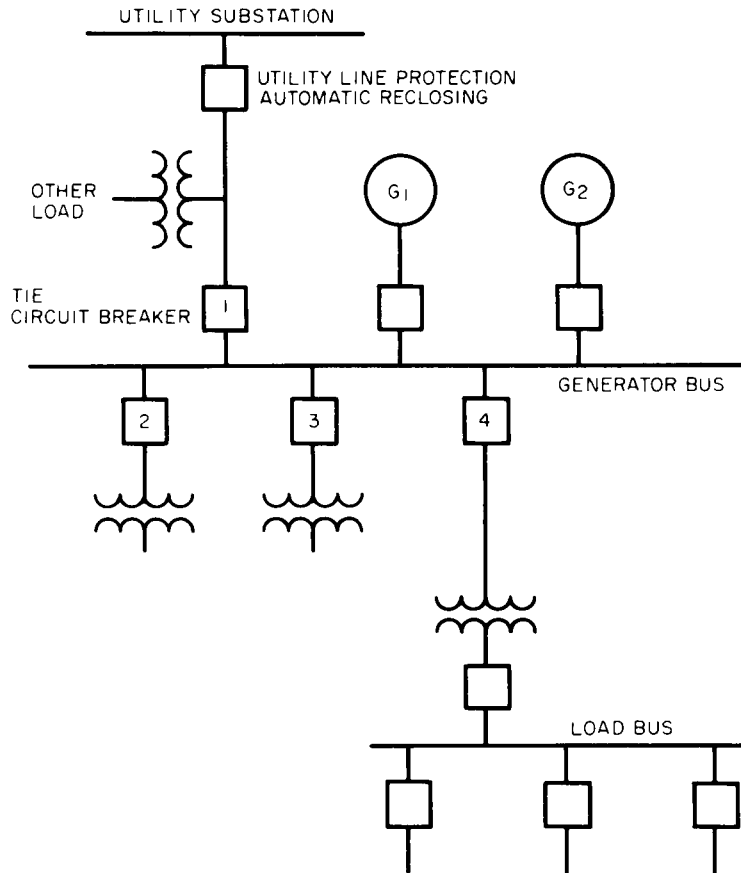 UTILITY SUBSTATION
UTILITY LINE PROTECTION
AUTOMATIC RECLOSING
OTHER
LOAD
G1
G2
TIE
CIRCUIT BREAKER
1
GENERATOR BUS
2
3
4
LOAD BUS